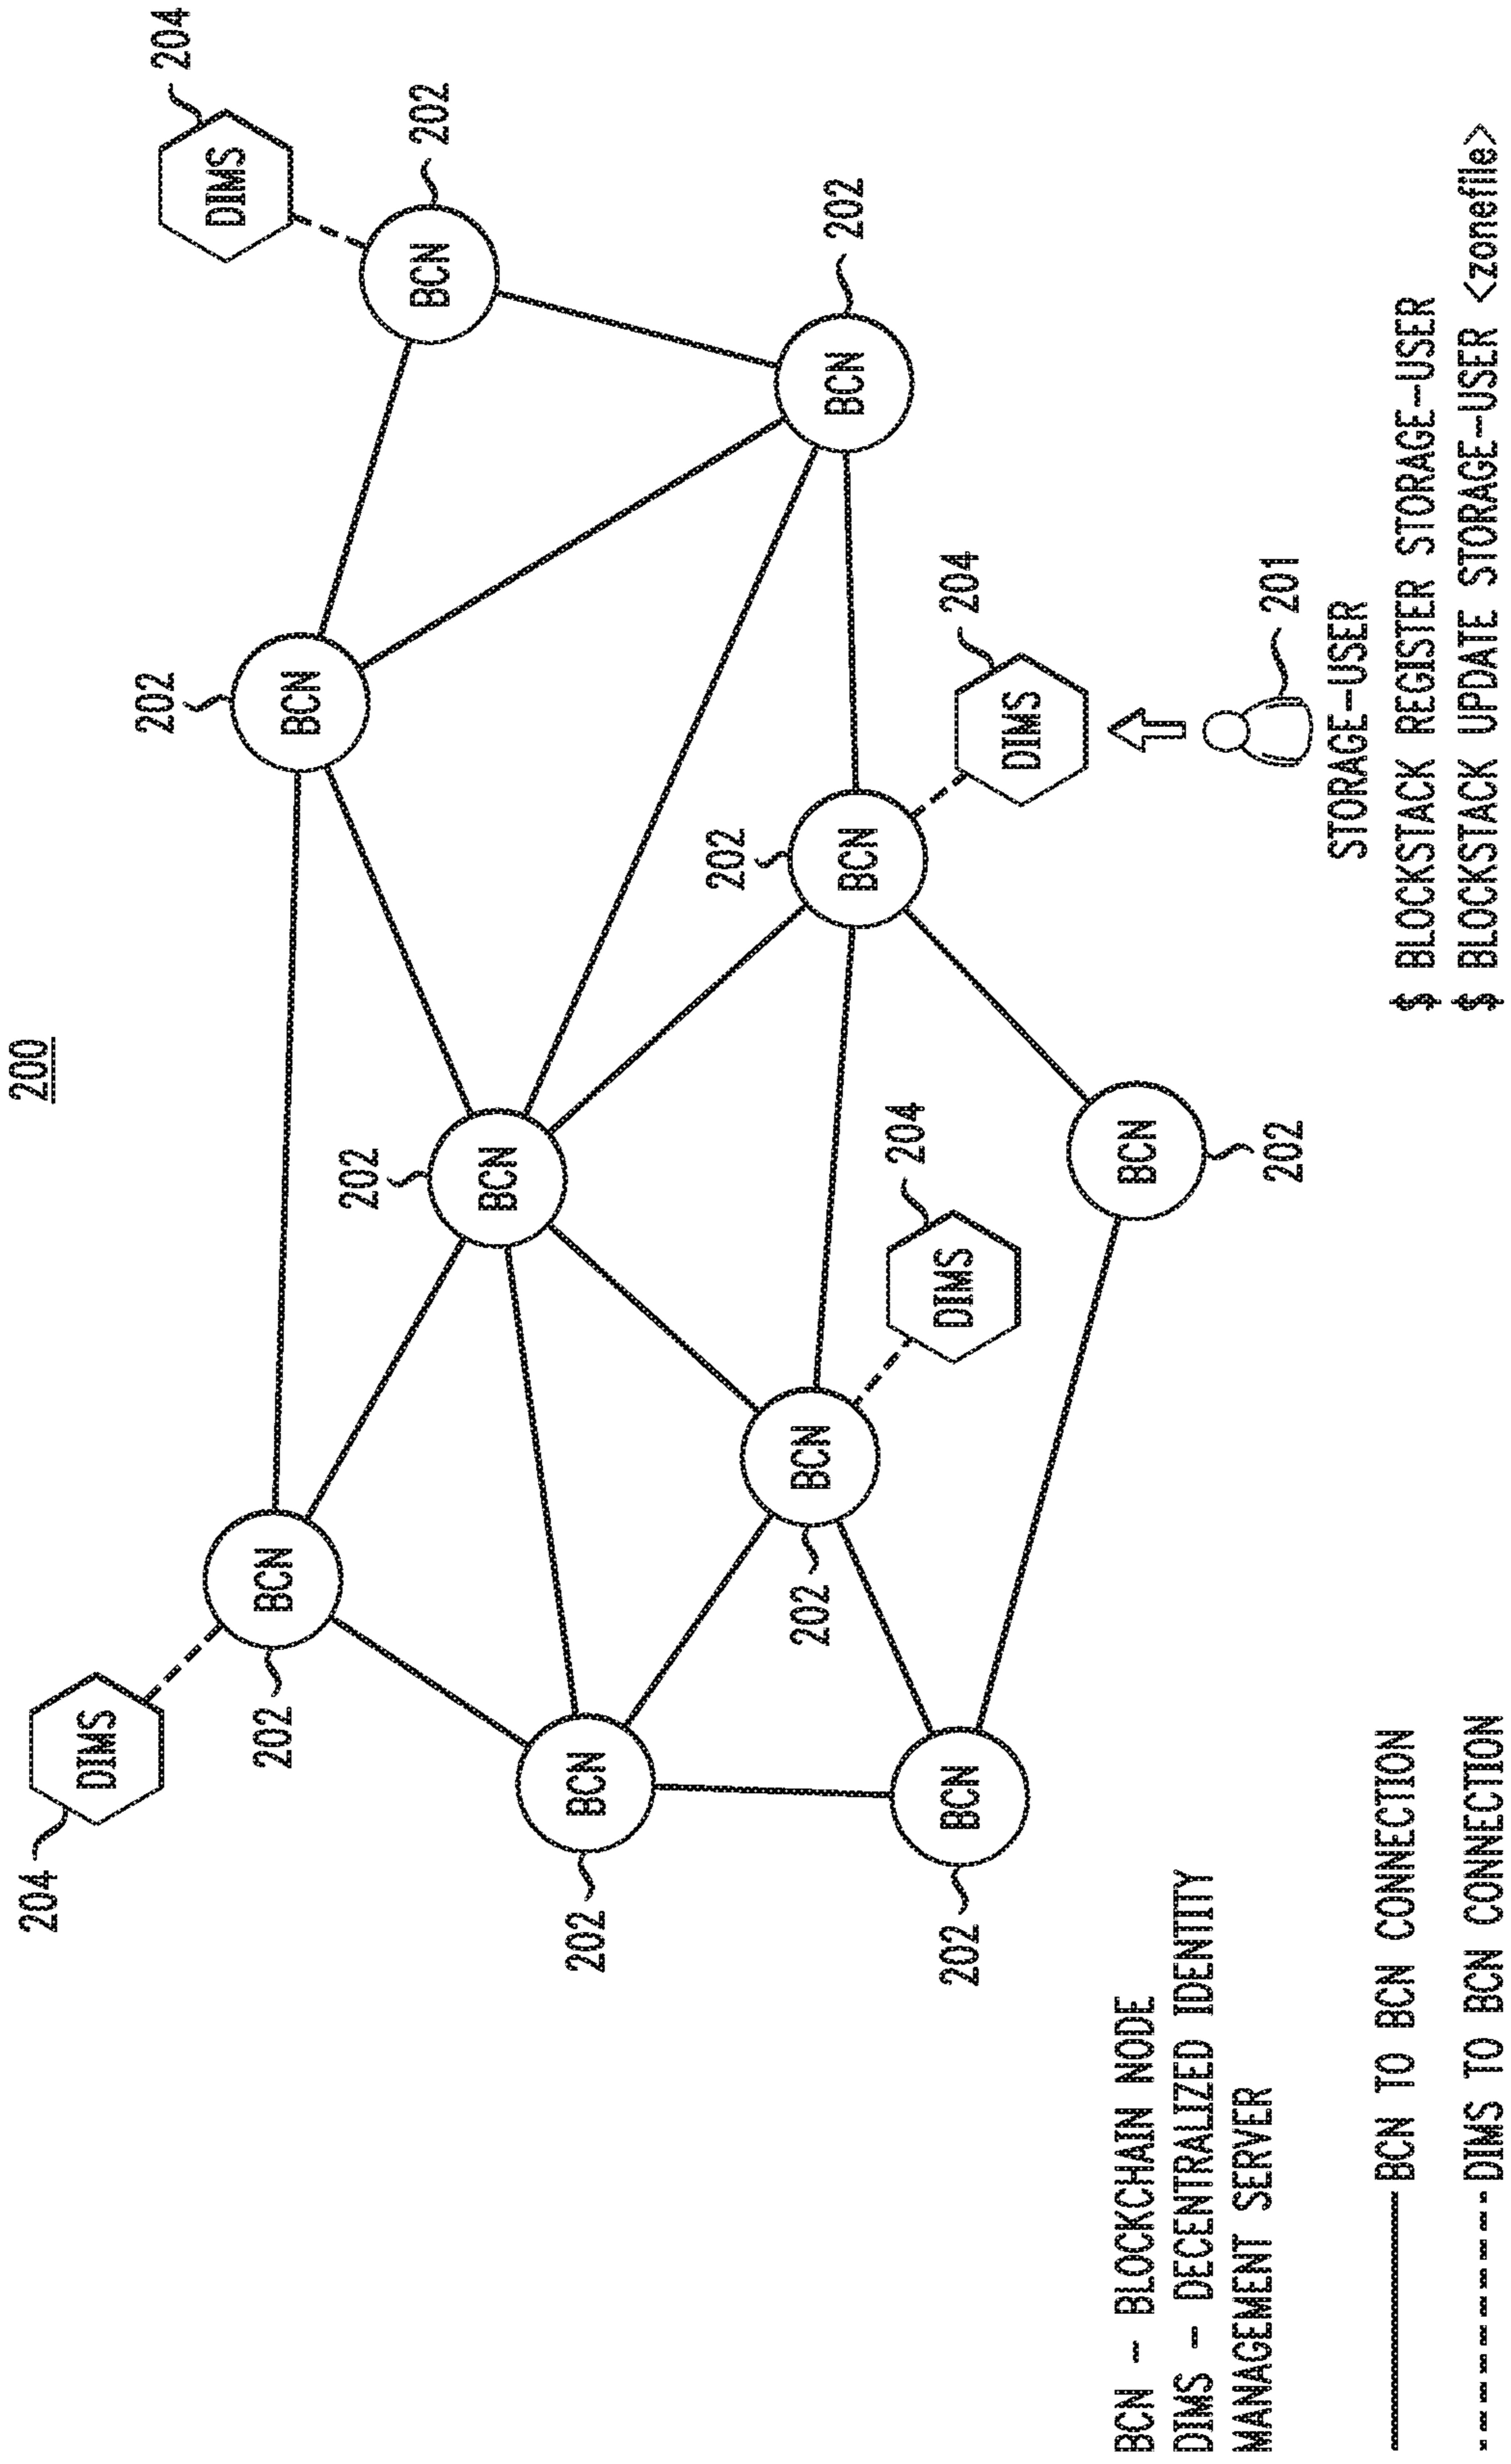 200
204
DIMS
202
204
DIMS
202
BCN
BCN
202
202
BCN
BCN
202
BCN
202
202
BCN
BCN
202
BCN
204
DIMS
202
BCN
204
DIMS
BCN
202
201
STORAGE-USER
$ BLOCKSTACK REGISTER STORAGE-USER
$ BLOCKSTACK UPDATE STORAGE-USER <zonefile>
BCN - BLOCKCHAIN NODE
DIMS - DECENTRALIZED IDENTITY
MANAGEMENT SERVER
BCN TO BCN CONNECTION
DIMS TO BCN CONNECTION